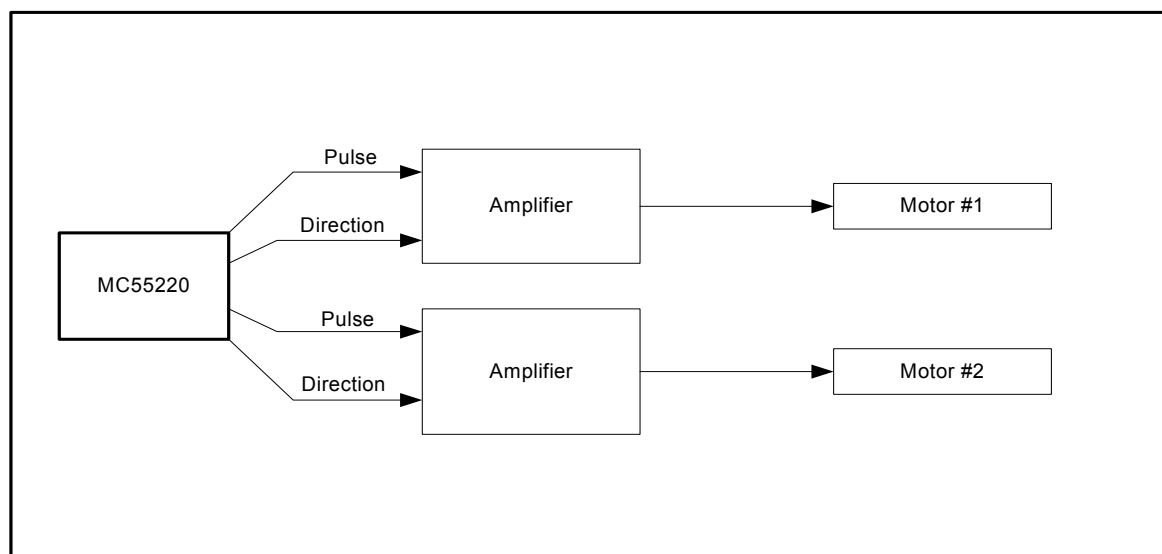 Pulse
Amplifier
Motor #1
Direction
MC55220
Pulse
Amplifier
Motor #2
Direction